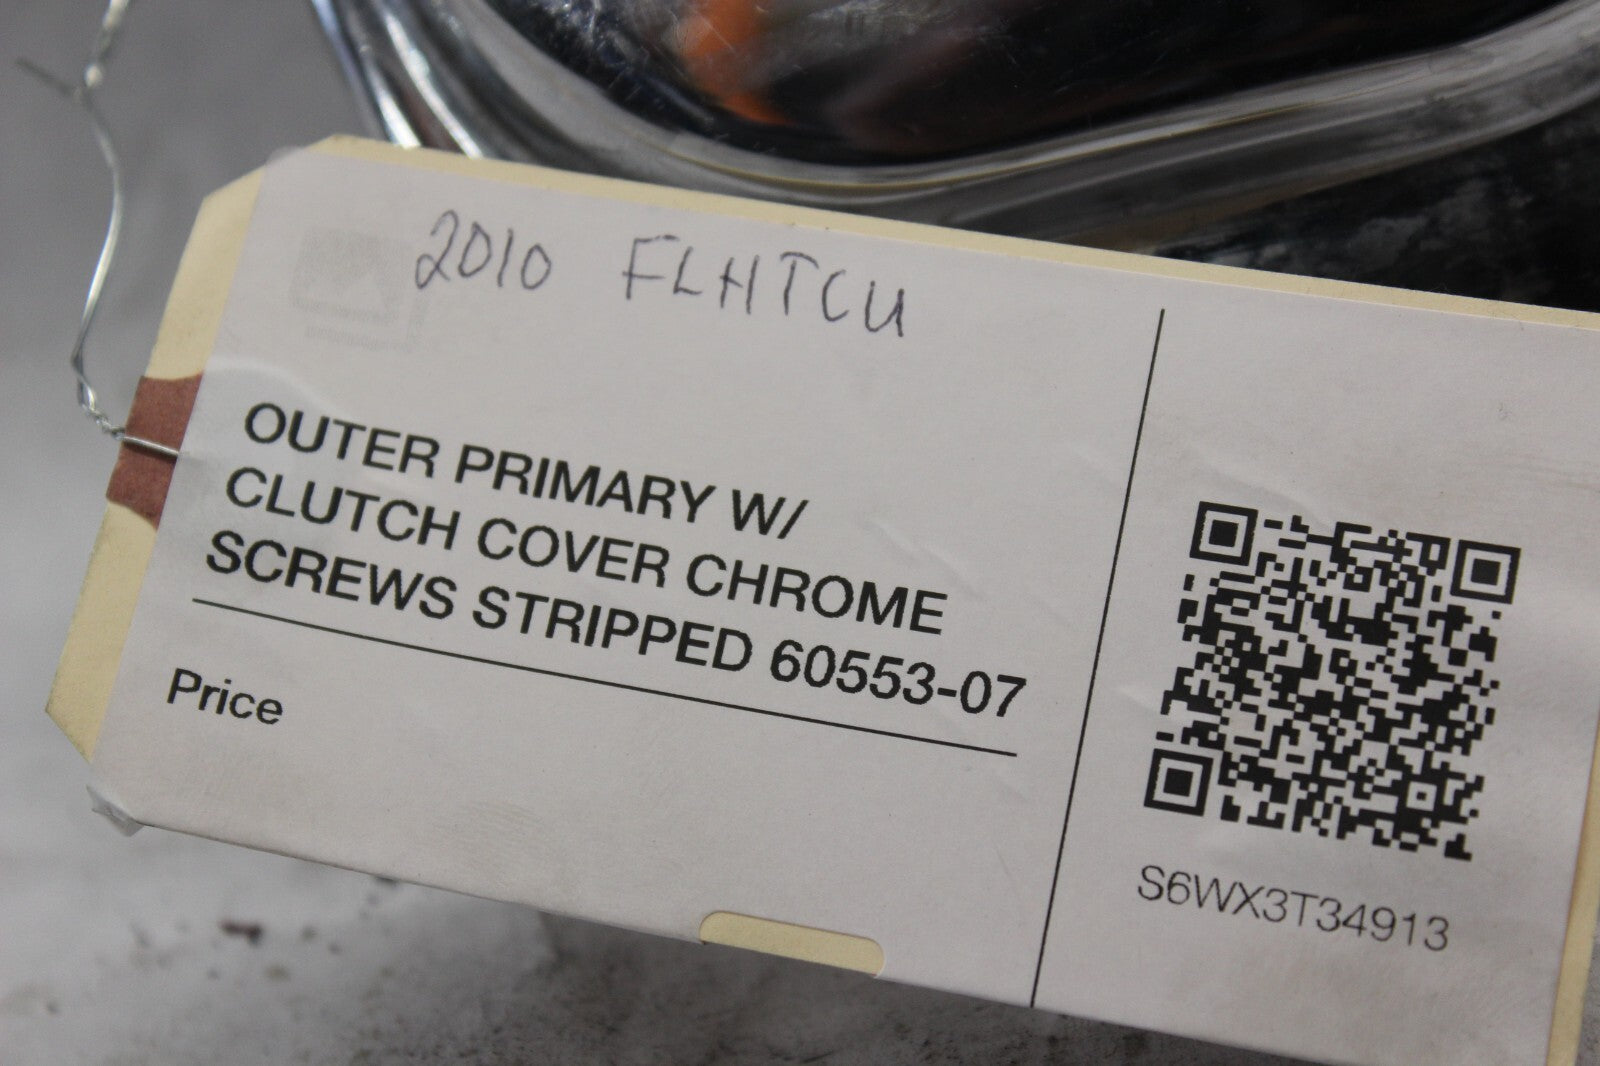 2010 FLHTCU
OUTER PRIMARY W/
CLUTCH COVER CHROME
SCREWS STRIPPED 60553-07
Price
S6WX3T34913